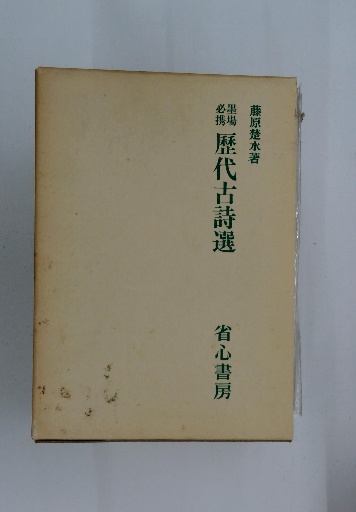 藤原楚水著
墨場必携
歴代古詩選
省心書房